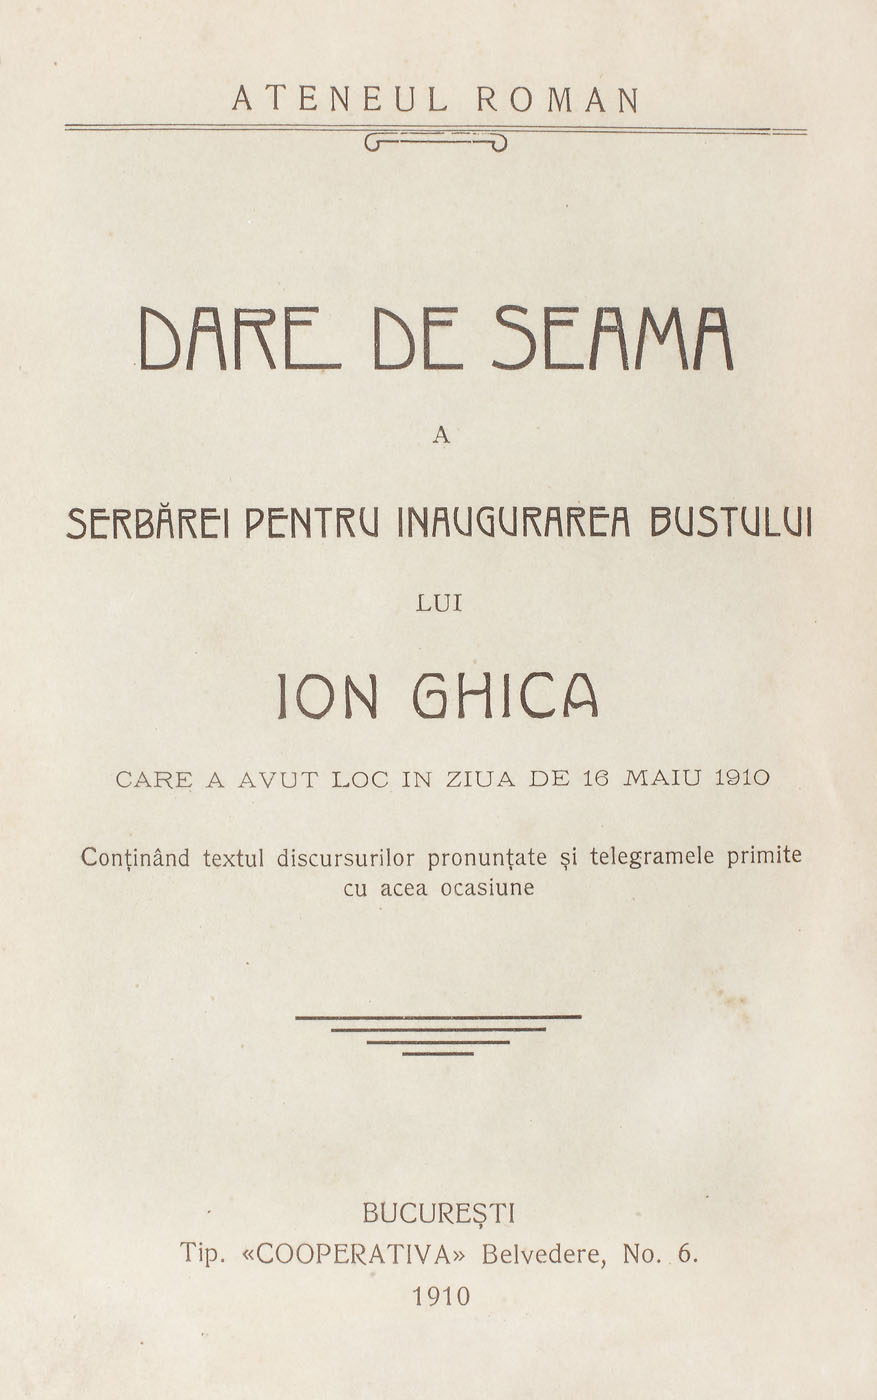 ATENEUL ROMAN
DARE DE SEAMA
A
SERBĂREI PENTRU INAUGURAREA BUSTULUI
LUI
ION GHICA
CARE A AVUT LOC IN ZIUA DE 16 MAIU 1910
Conținând textul discursurilor pronunțate și telegramele primite
cu acea ocasiune
BUCUREȘTI
Tip. «COOPERATIVA» Belvedere, No. 6.
1910